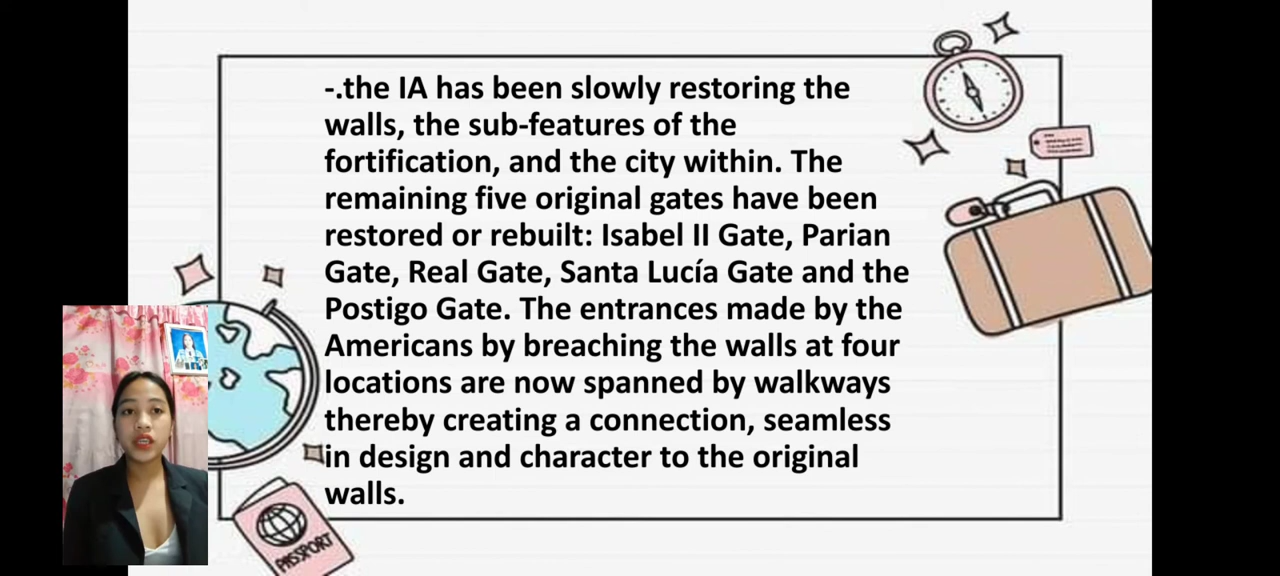 -.the IA has been slowly restoring the
walls, the sub-features of the
fortification, and the city within. The
remaining five original gates have been
restored or rebuilt: Isabel II Gate, Parian
Gate, Real Gate, Santa Lucía Gate and the
Postigo Gate. The entrances made by the
Americans by breaching the walls at four
locations are now spanned by walkways
thereby creating a connection, seamless
in design and character to the original
walls.
PASSPORT